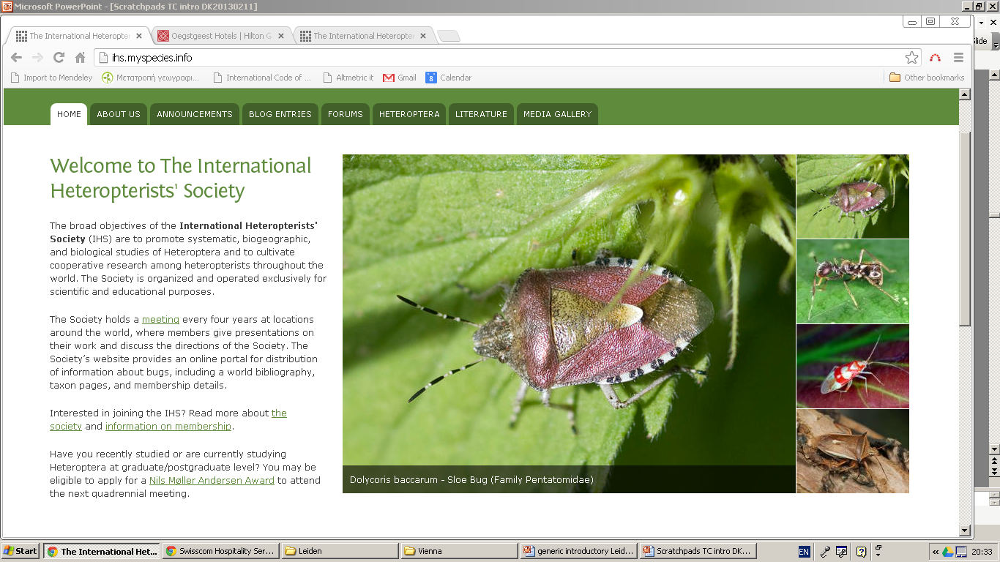 Microsoft PowerPoint - [Scratchpads TC intro DK20130211]
The International Heteropter
Oegstgeest Hotels | Hilton G
The International Heteropter
ihs.myspecies.info
Import to Mendeley
Μετατροπή γεωγραφι...
International Code of ...
Altmetric it
Gmail
8 Calendar
Other bookmarks
HOME
ABOUT US
ANNOUNCEMENTS
BLOG ENTRIES
FORUMS
HETEROPTERA
LITERATURE
MEDIA GALLERY
Welcome to The International
Heteropterists' Society
The broad objectives of the International Heteropterists'
Society (IHS) are to promote systematic, biogeographic,
and biological studies of Heteroptera and to cultivate
cooperative research among heteropterists throughout the
world. The Society is organized and operated exclusively for
scientific and educational purposes.
The Society holds a meeting every four years at locations
around the world, where members give presentations on
their work and discuss the directions of the Society. The
Society's website provides an online portal for distribution
of information about bugs, including a world bibliography,
taxon pages, and membership details.
Interested in joining the IHS? Read more about the
society and information on membership.
Have you recently studied or are currently studying
Heteroptera at graduate/postgraduate level? You may be
eligible to apply for a Nils Møller Andersen Award to attend
the next quadrennial meeting.
Dolycoris baccarum - Sloe Bug (Family Pentatomidae)
lide
Start
The International Het...
Swisscom Hospitality Ser...
Leiden
Vienna
generic introductory Leid...
Scratchpads TC intro DK...
EN
20:33